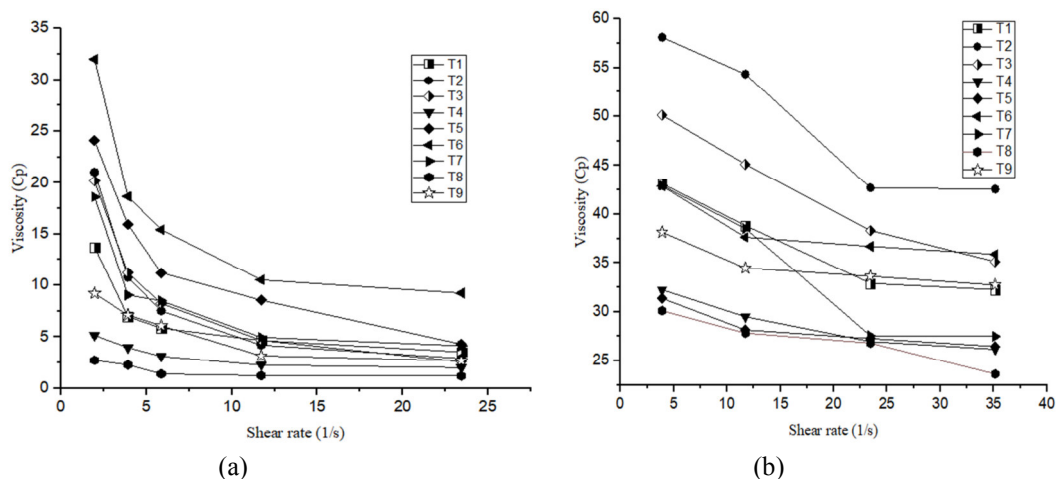 35
30
25
20
15
10
5
0
Viscosity (Cp)
0 5 10 15 20 25
Shear rate (1/s)
T1
T2
T3
T4
T5
T6
T7
T8
T9
(a)
60
55
50
45
40
35
30
25
Viscosity (Cp)
0 5 10 15 20 25 30 35 40
Shear rate (1/s)
T1
T2
T3
T4
T5
T6
T7
T8
T9
(b)